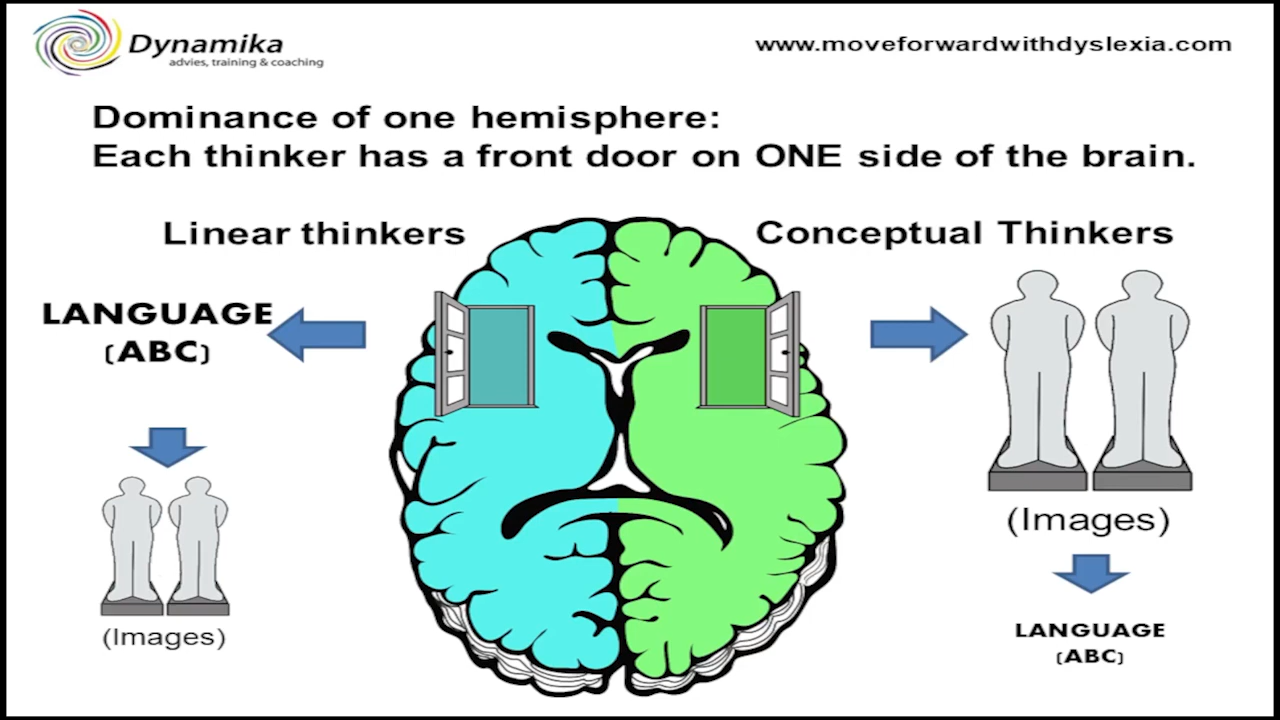 Dynamika
advies, training & coaching
www.moveforwardwithdyslexia.com
Dominance of one hemisphere:
Each thinker has a front door on ONE side of the brain.
Linear thinkers
Conceptual Thinkers
LANGUAGE
(ABC)
(Images)
(Images)
LANGUAGE
(ABC)